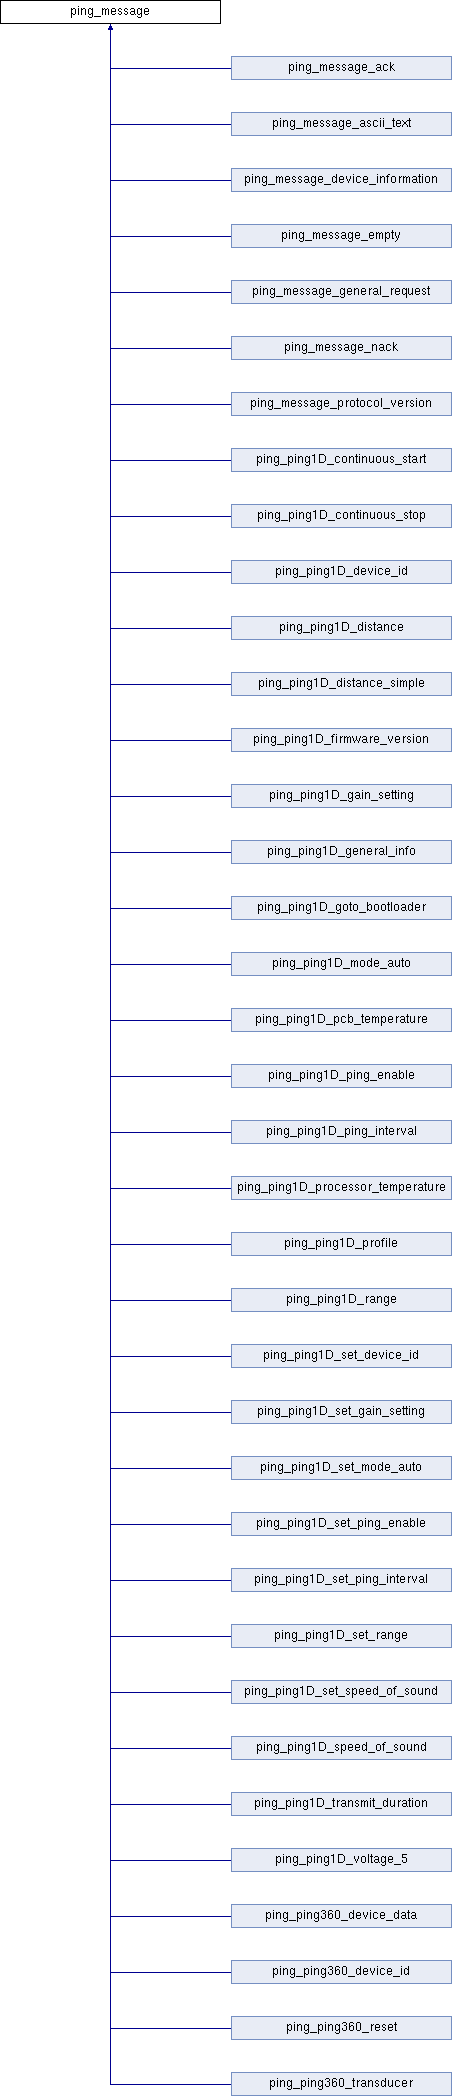 ping_message
ping_message_ack
ping_message_ascii_text
ping_message_device_information
ping_message_empty
ping_message_general_request
ping_message_nack
ping_message_protocol_version
ping_ping1D_continuous_start
ping_ping1D_continuous_stop
ping_ping1D_device_id
ping_ping1D_distance
ping_ping1D_distance_simple
ping_ping1D_firmware_version
ping_ping1D_gain_setting
ping_ping1D_general_info
ping_ping1D_goto_bootloader
ping_ping1D_mode_auto
ping_ping1D_pcb_temperature
ping_ping1D_ping_enable
ping_ping1D_ping_interval
ping_ping1D_processor_temperature
ping_ping1D_profile
ping_ping1D_range
ping_ping1D_set_device_id
ping_ping1D_set_gain_setting
ping_ping1D_set_mode_auto
ping_ping1D_set_ping_enable
ping_ping1D_set_ping_interval
ping_ping1D_set_range
ping_ping1D_set_speed_of_sound
ping_ping1D_speed_of_sound
ping_ping1D_transmit_duration
ping_ping1D_voltage_5
ping_ping360_device_data
ping_ping360_device_id
ping_ping360_reset
ping_ping360_transducer